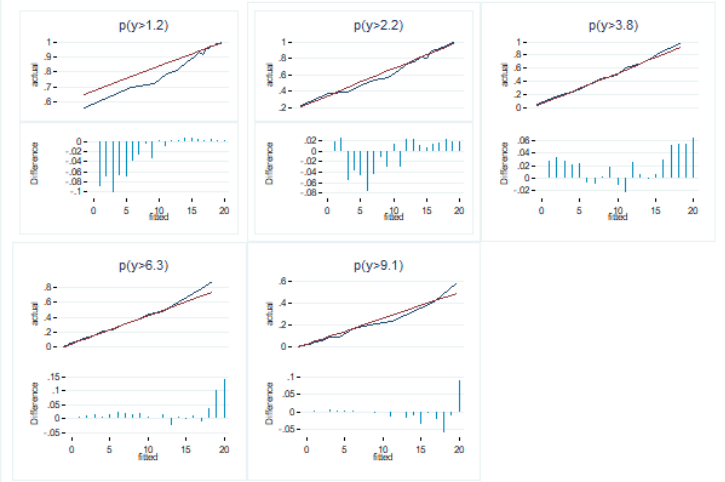 p(y>1.2)
1
.9
.8
.7
.6
actual
0
-.02
-.04
-.06
-.08
-.1
Difference
0 5 10 15 20
fitted
p(y>2.2)
1
.8
.6
.4
.2
actual
.02
0
-.02
-.04
-.06
-.08
Difference
0 5 10 15 20
fitted
p(y>3.8)
1
.8
.6
.4
.2
0
actual
.06
.04
.02
0
-.02
Difference
0 5 10 15 20
fitted
p(y>6.3)
.8
.6
.4
.2
0
actual
.15
.1
.05
0
-.05
Difference
0 5 10 15 20
fitted
p(y>9.1)
.6
.4
.2
0
actual
.1
.05
0
-.05
Difference
0 5 10 15 20
fitted